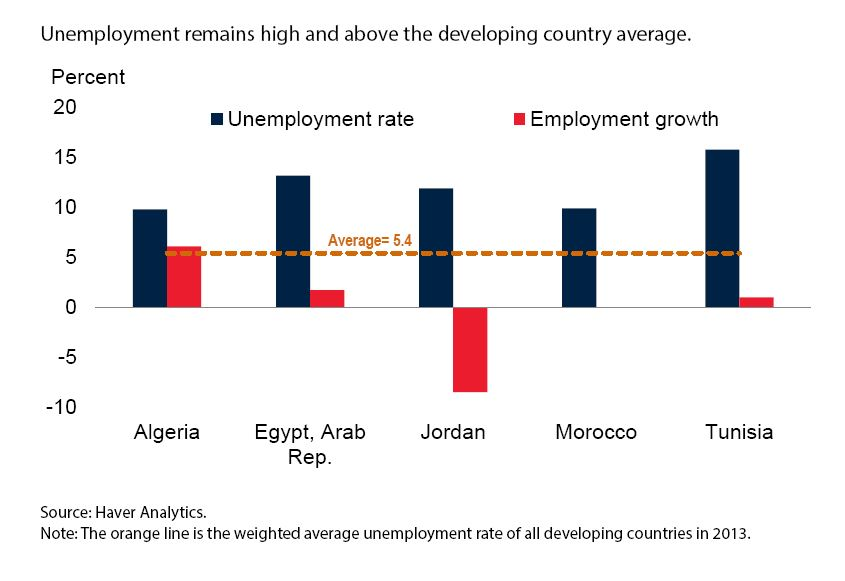 Unemployment remains high and above the developing country average.
Percent
20
Unemployment rate
Employment growth
15
10
Average= 5.4
5
0
-5
-10
Algeria
Egypt, Arab
Rep.
Jordan
Morocco
Tunisia
Source: Haver Analytics.
Note: The orange line is the weighted average unemployment rate of all developing countries in 2013.